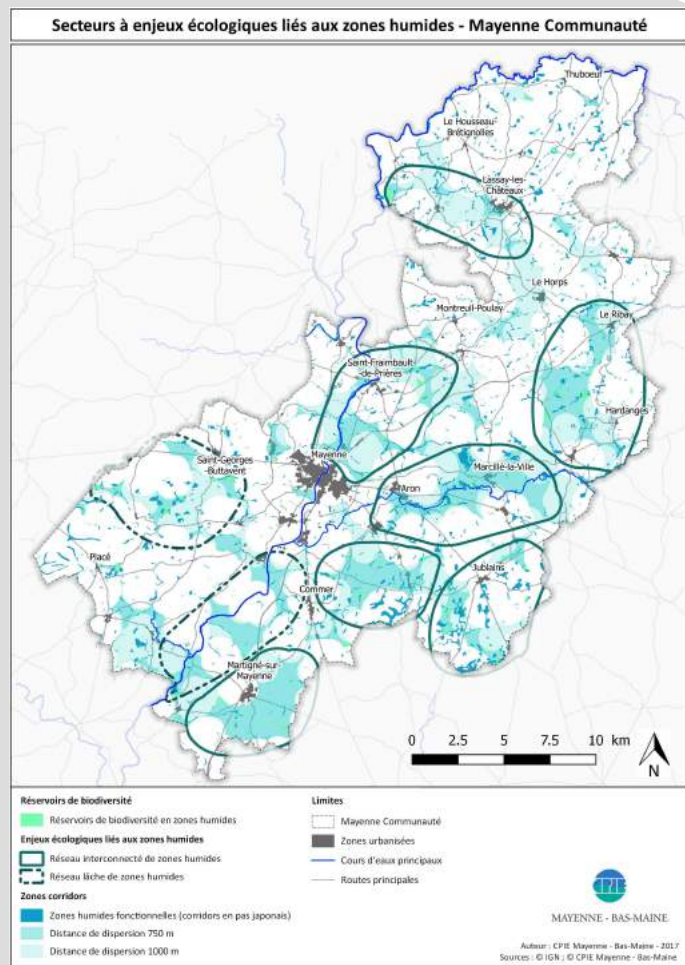 Secteurs à enjeux écologiques liés aux zones humides - Mayenne Communauté
Thuboeuf
Le Housseau-
Brétignolles
Lassay-les-
Châteaux
Le Horps
Montreuil-Poulay
Le Ribay
Saint-Fraimbault
-de-Prières
Hardanges
Mayenne
Saint-Georges-
Buttavent
Marcillé-la-Ville
Aron
Placé
Jublains
Commer
Martigné-sur-
Mayenne
0 2.5 5 7.5 10 km
N
Réservoirs de biodiversité
Réservoirs de biodiversité en zones humides
Enjeux écologiques liés aux zones humides
Réseau interconnecté de zones humides
Réseau lâche de zones humides
Zones corridors
Zones humides fonctionnelles (corridors en pas japonais)
Distance de dispersion 750 m
Distance de dispersion 1000 m
Limites
Mayenne Communauté
Zones urbanisées
Cours d'eaux principaux
Routes principales
CPIE
MAYENNE - BAS-MAINE
Auteur : CPIE Mayenne - Bas-Maine - 2017
Sources : © IGN ; © CPIE Mayenne - Bas-Maine